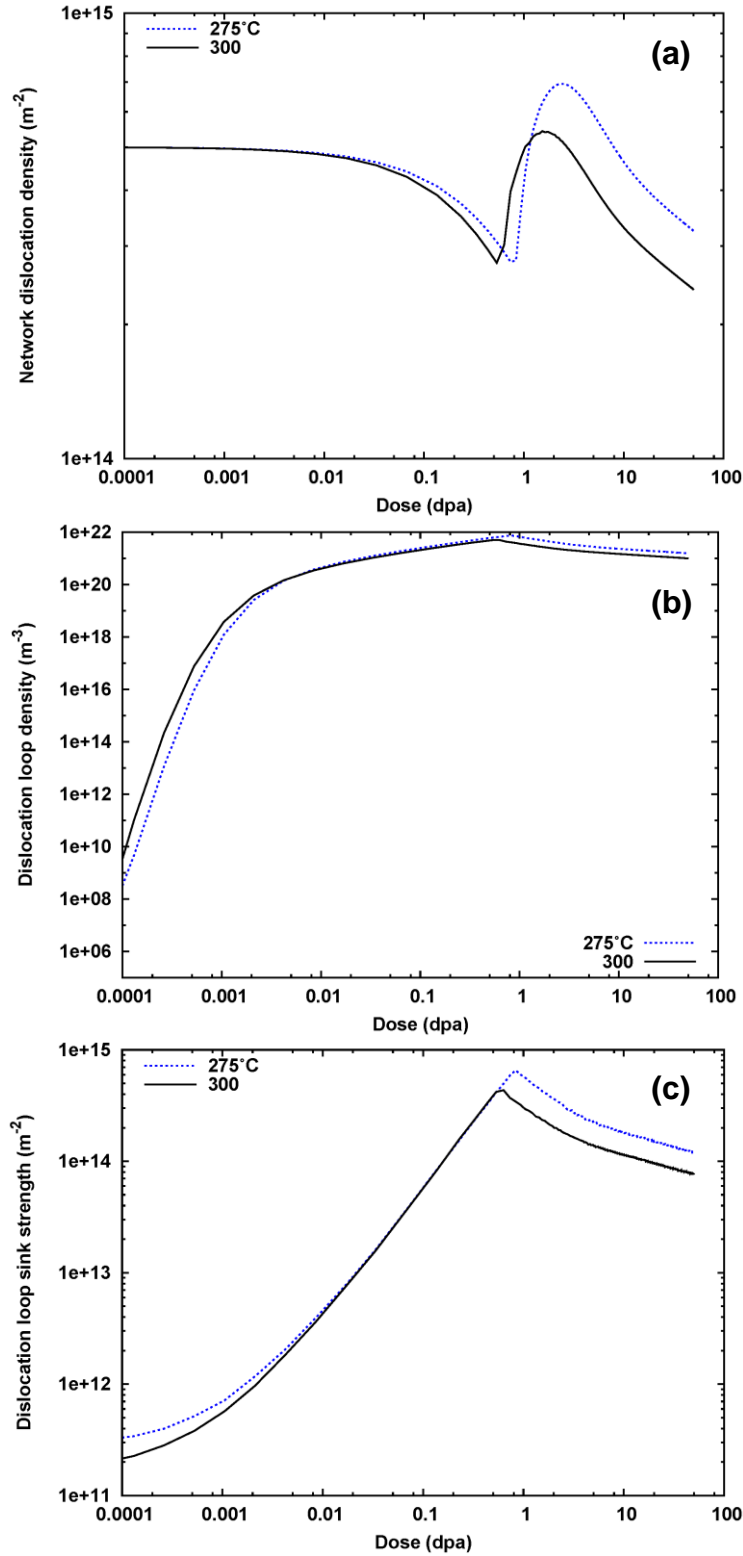 1e+15
275°C
300
(a)
Network dislocation density (m-2)
1e+14
0.0001 0.001 0.01 0.1 1 10 100
Dose (dpa)
1e+22
1e+20
(b)
1e+18
1e+16
1e+14
1e+12
1e+10
1e+08
1e+06
Dislocation loop density (m-3)
275°C
300
0.0001 0.001 0.01 0.1 1 10 100
Dose (dpa)
1e+15
275°C
300
(c)
1e+14
1e+13
1e+12
1e+11
Dislocation loop sink strength (m-2)
0.0001 0.001 0.01 0.1 1 10 100
Dose (dpa)